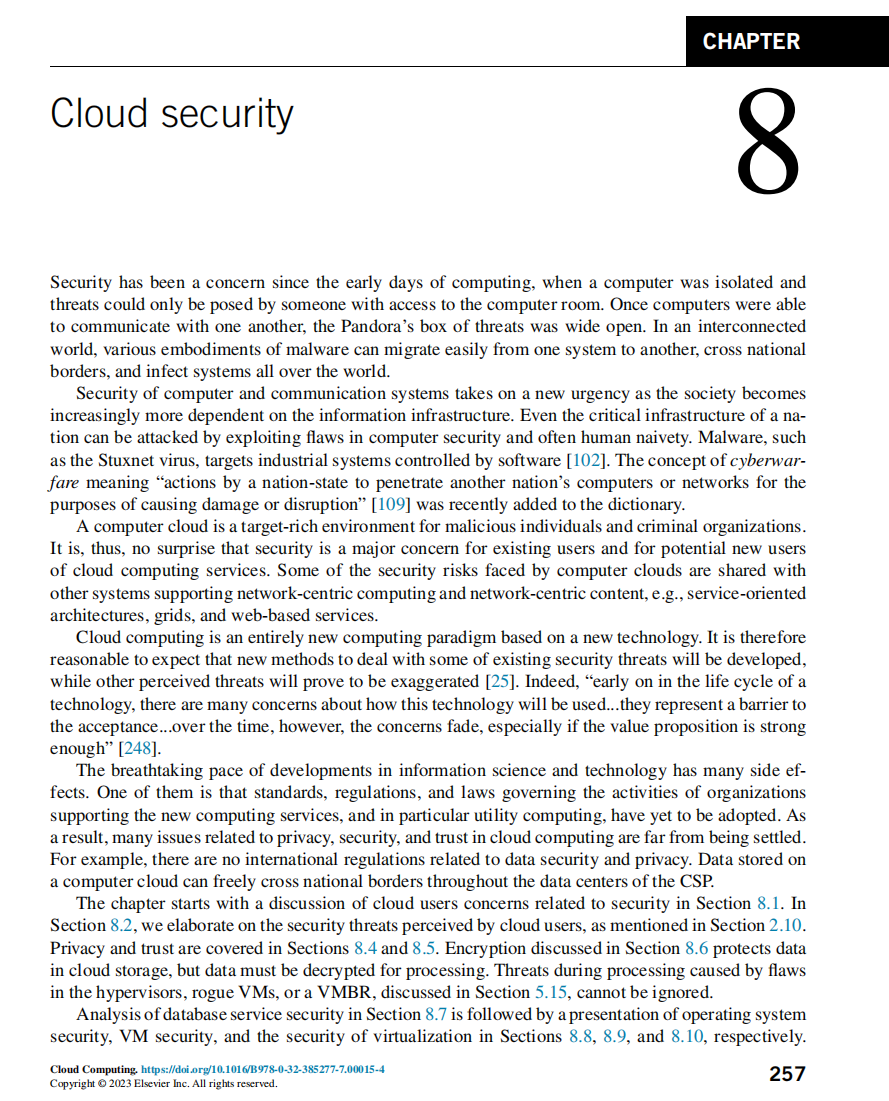 CHAPTER
Cloud security
8
Security has been a concern since the early days of computing, when a computer was isolated and
threats could only be posed by someone with access to the computer room. Once computers were able
to communicate with one another, the Pandora’s box of threats was wide open. In an interconnected
world, various embodiments of malware can migrate easily from one system to another, cross national
borders, and infect systems all over the world.
Security of computer and communication systems takes on a new urgency as the society becomes
increasingly more dependent on the information infrastructure. Even the critical infrastructure of a na-
tion can be attacked by exploiting flaws in computer security and often human naivety. Malware, such
as the Stuxnet virus, targets industrial systems controlled by software [102]. The concept of cyberwar-
fare meaning “actions by a nation-state to penetrate another nation’s computers or networks for the
purposes of causing damage or disruption” [109] was recently added to the dictionary.
A computer cloud is a target-rich environment for malicious individuals and criminal organizations.
It is, thus, no surprise that security is a major concern for existing users and for potential new users
of cloud computing services. Some of the security risks faced by computer clouds are shared with
other systems supporting network-centric computing and network-centric content, e.g., service-oriented
architectures, grids, and web-based services.
Cloud computing is an entirely new computing paradigm based on a new technology. It is therefore
reasonable to expect that new methods to deal with some of existing security threats will be developed,
while other perceived threats will prove to be exaggerated [25]. Indeed, “early on in the life cycle of a
technology, there are many concerns about how this technology will be used...they represent a barrier to
the acceptance...over the time, however, the concerns fade, especially if the value proposition is strong
enough” [248].
The breathtaking pace of developments in information science and technology has many side ef-
fects. One of them is that standards, regulations, and laws governing the activities of organizations
supporting the new computing services, and in particular utility computing, have yet to be adopted. As
a result, many issues related to privacy, security, and trust in cloud computing are far from being settled.
For example, there are no international regulations related to data security and privacy. Data stored on
a computer cloud can freely cross national borders throughout the data centers of the CSP.
The chapter starts with a discussion of cloud users concerns related to security in Section 8.1. In
Section 8.2, we elaborate on the security threats perceived by cloud users, as mentioned in Section 2.10.
Privacy and trust are covered in Sections 8.4 and 8.5. Encryption discussed in Section 8.6 protects data
in cloud storage, but data must be decrypted for processing. Threats during processing caused by flaws
in the hypervisors, rogue VMs, or a VMBR, discussed in Section 5.15, cannot be ignored.
Analysis of database service security in Section 8.7 is followed by a presentation of operating system
security, VM security, and the security of virtualization in Sections 8.8, 8.9, and 8.10, respectively.
Cloud Computing. https://doi.org/10.1016/B978-0-32-385277-7.00015-4
Copyright © 2023 Elsevier Inc. All rights reserved.
257